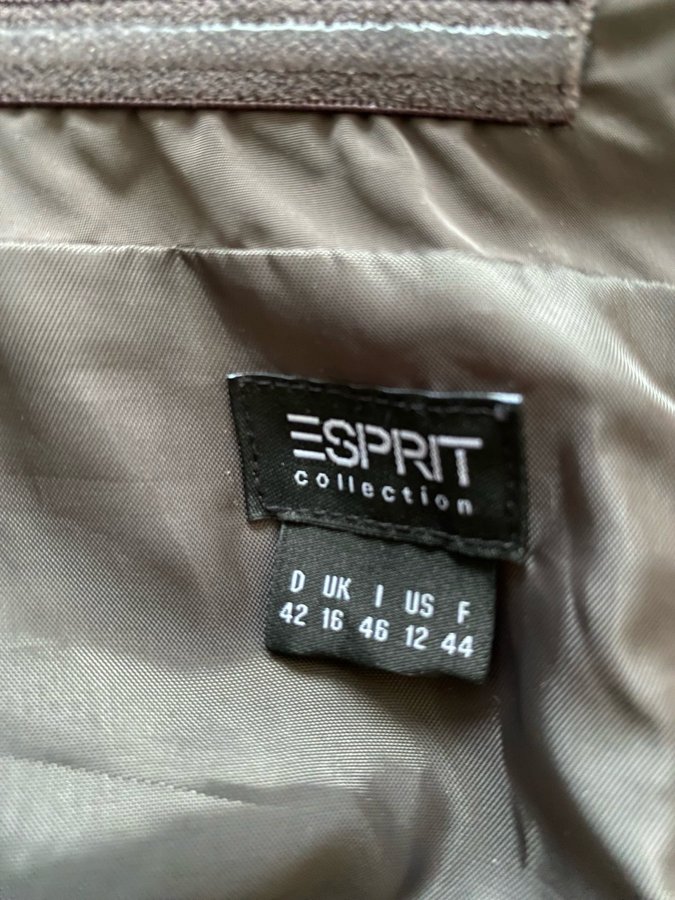 ESPRIT
collection
D UK I US F
42 16 46 12 44